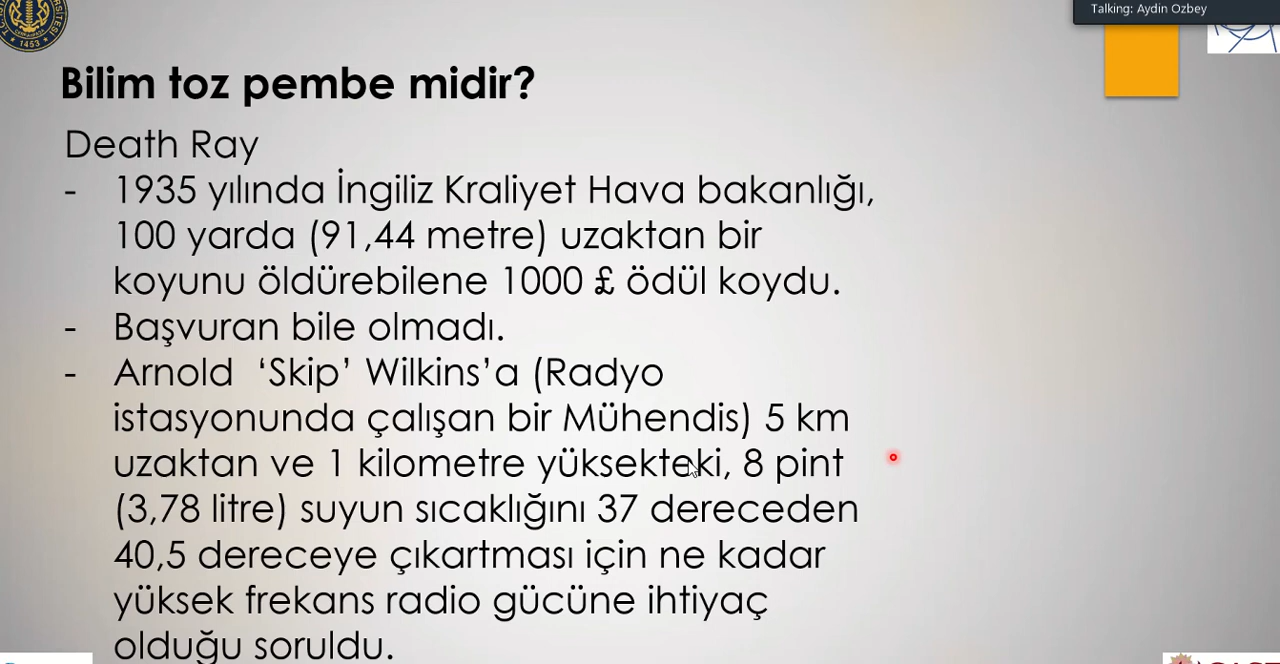 Talking: Aydin Ozbey
1453
Bilim toz pembe midir?
Death Ray
- 1935 yılında İngiliz Kraliyet Hava bakanlığı,
100 yarda (91,44 metre) uzaktan bir
koyunu öldürebilene 1000 £ ödül koydu.
- Başvuran bile olmadı.
- Arnold ‘Skip’ Wilkins’a (Radyo
istasyonunda çalışan bir Mühendis) 5 km
uzaktan ve 1 kilometre yüksekteki, 8 pint
(3,78 litre) suyun sıcaklığını 37 dereceden
40,5 dereceye çıkartması için ne kadar
yüksek frekans radio gücüne ihtiyaç
olduğu soruldu.